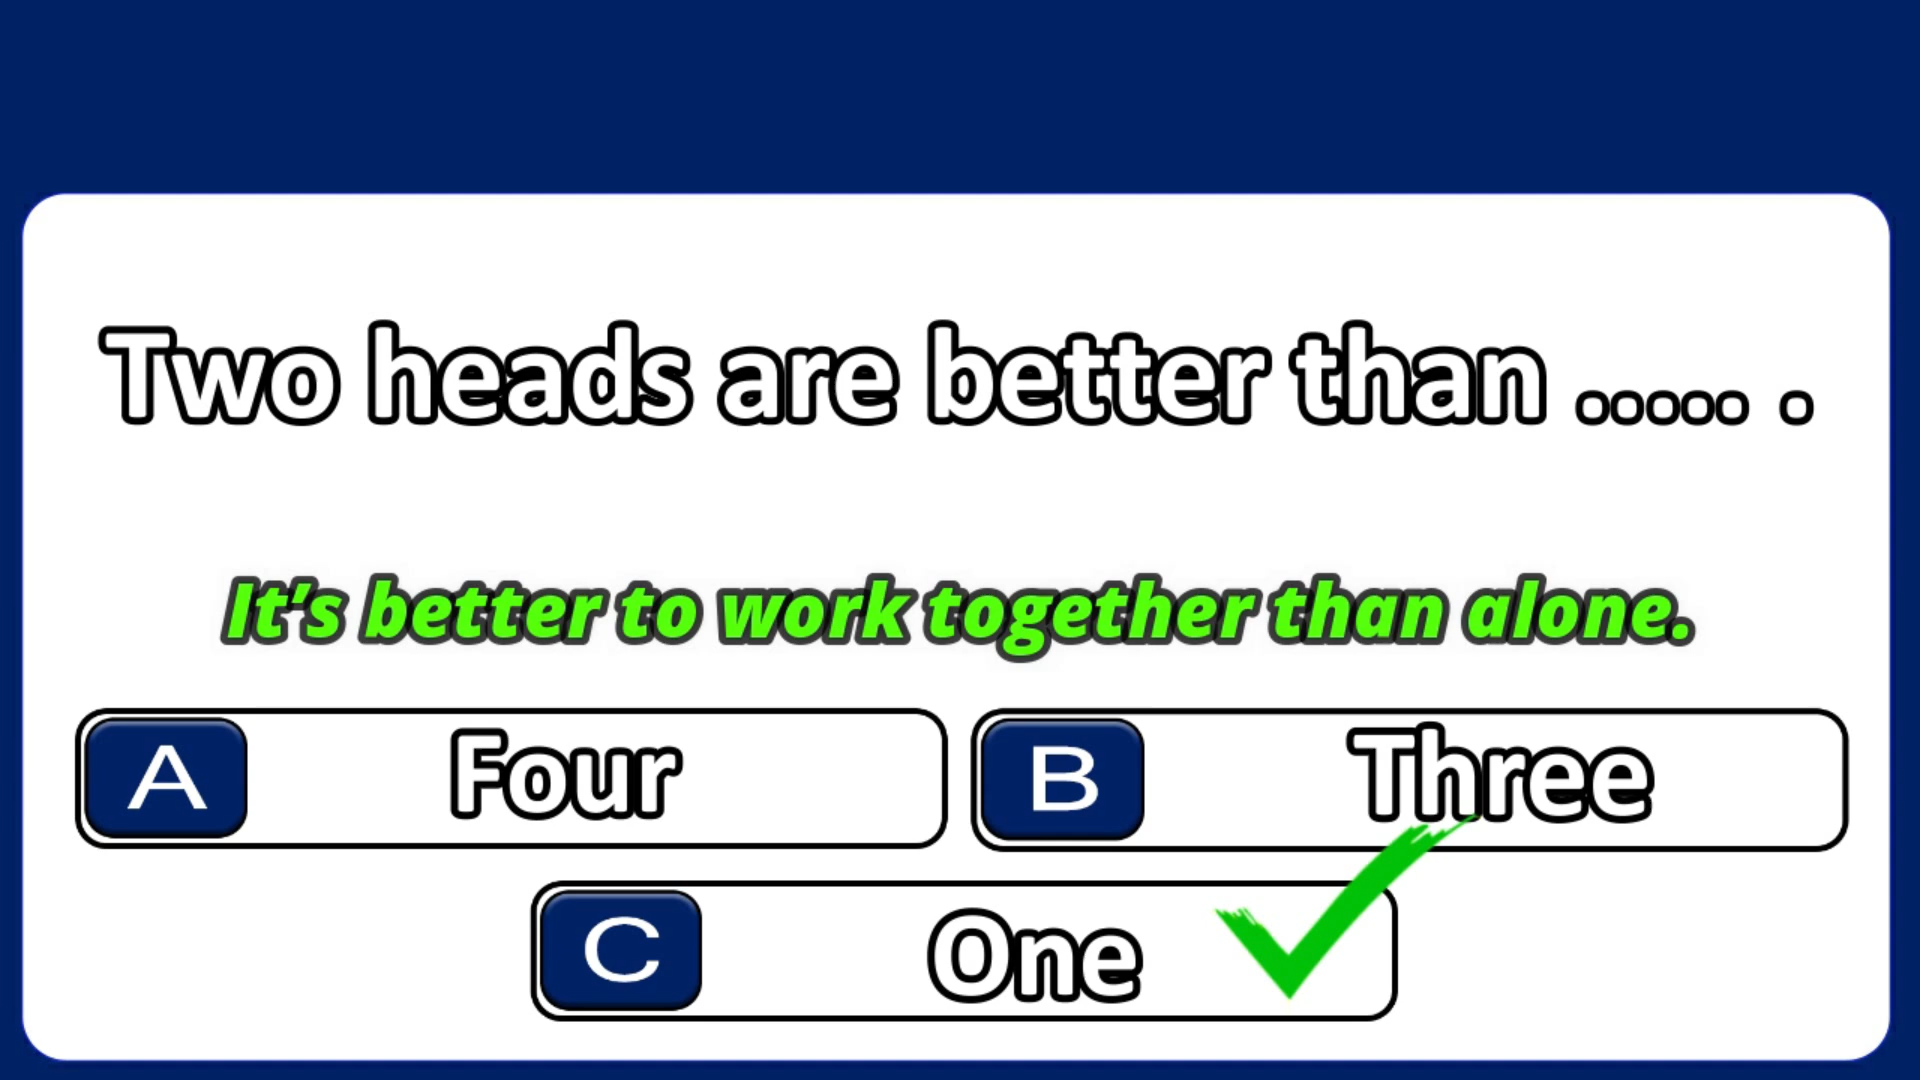 Two heads are better than ..... .
It’s better to work together than alone.
A Four
B Three
C One